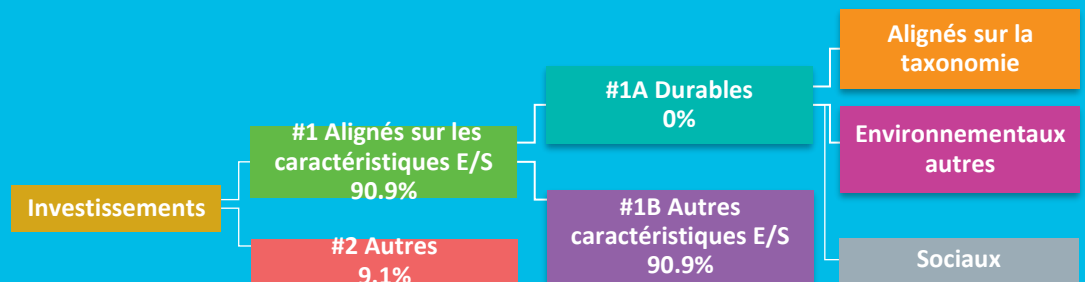 Investissements
#1 Alignés sur les
caractéristiques E/S
90.9%
#2 Autres
9.1%
#1A Durables
0%
#1B Autres
caractéristiques E/S
90.9%
Alignés sur la
taxonomie
Environnementaux
autres
Sociaux